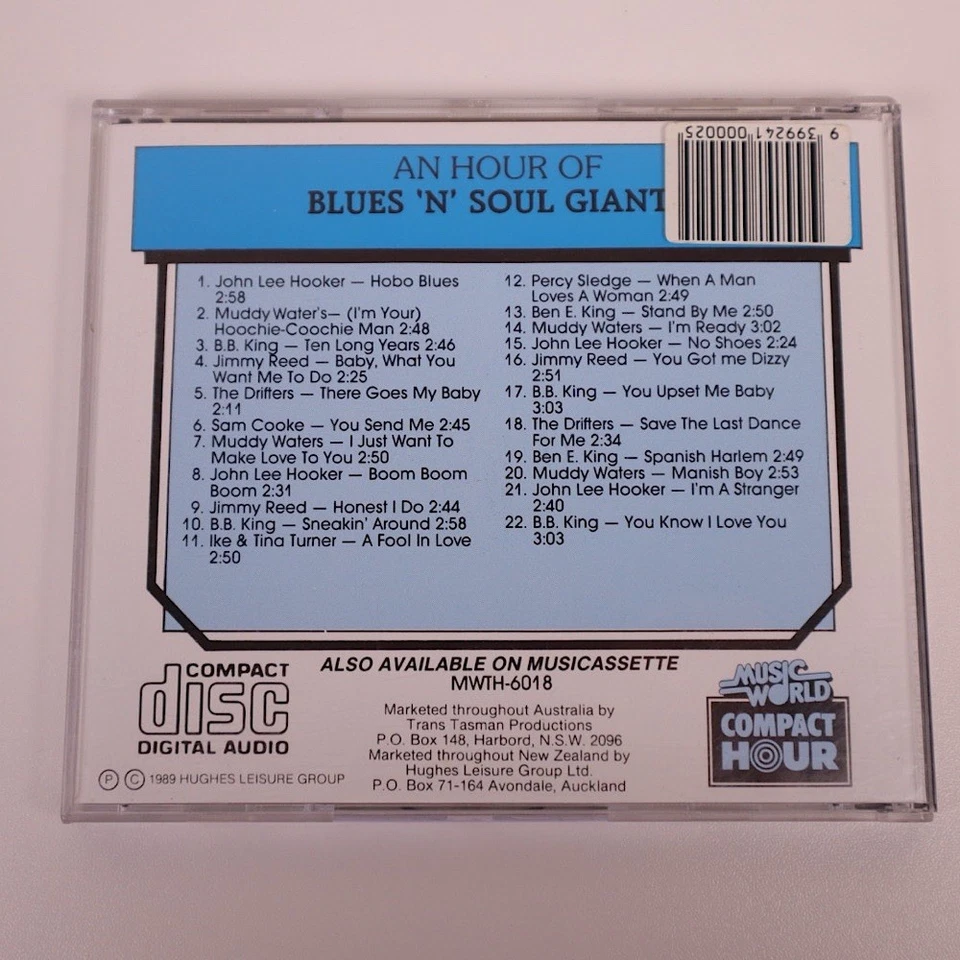 AN HOUR OF
BLUES 'N' SOUL GIANT
9 399241 000025
1. John Lee Hooker — Hobo Blues
2:58
2. Muddy Water's— (I'm Your)
Hoochie-Coochie Man 2:48
3. B.B. King — Ten Long Years 2:46
4. Jimmy Reed — Baby, What You
Want Me To Do 2:25
5. The Drifters — There Goes My Baby
2:11
6. Sam Cooke — You Send Me 2:45
7. Muddy Waters — I Just Want To
Make Love To You 2:50
8. John Lee Hooker — Boom Boom
Boom 2:31
9. Jimmy Reed — Honest I Do 2:44
10. B.B. King — Sneakin' Around 2:58
11. Ike & Tina Turner — A Fool In Love
2:50
12. Percy Sledge — When A Man
Loves A Woman 2:49
13. Ben E. King — Stand By Me 2:50
14. Muddy Waters — I'm Ready 3:02
15. John Lee Hooker — No Shoes 2:24
16. Jimmy Reed — You Got me Dizzy
2:51
17. B.B. King — You Upset Me Baby
3:03
18. The Drifters — Save The Last Dance
For Me 2:34
19. Ben E. King — Spanish Harlem 2:49
20. Muddy Waters — Manish Boy 2:53
21. John Lee Hooker — I'm A Stranger
2:40
22. B.B. King — You Know I Love You
3:03
COMPACT
disc
DIGITAL AUDIO
Ⓟ Ⓒ 1989 HUGHES LEISURE GROUP
ALSO AVAILABLE ON MUSICASSETTE
MWTH-6018
Marketed throughout Australia by
Trans Tasman Productions
P.O. Box 148, Harbord, N.S.W. 2096
Marketed throughout New Zealand by
Hughes Leisure Group Ltd.
P.O. Box 71-164 Avondale, Auckland
MUSIC
WORLD
COMPACT
HOUR